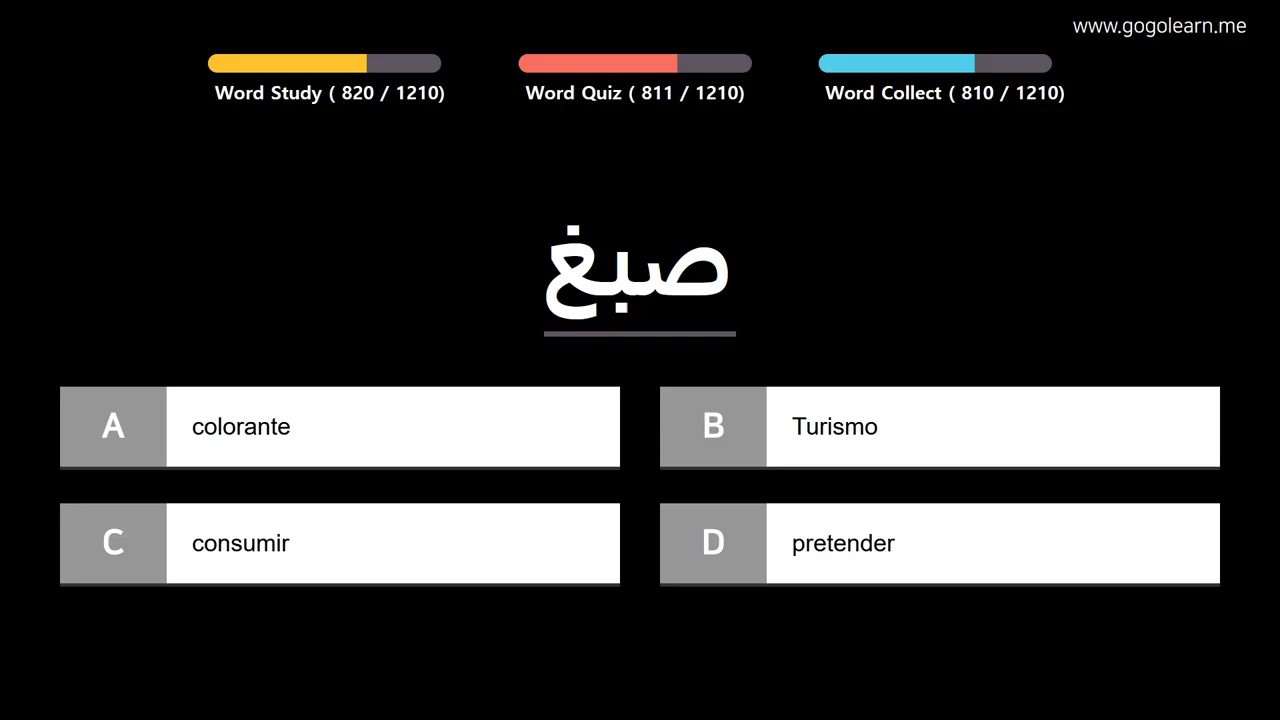 www.gogolearn.me
Word Study ( 820 / 1210)
Word Quiz ( 811 / 1210)
Word Collect ( 810 / 1210)
صبغ
A colorante
B Turismo
C consumir
D pretender